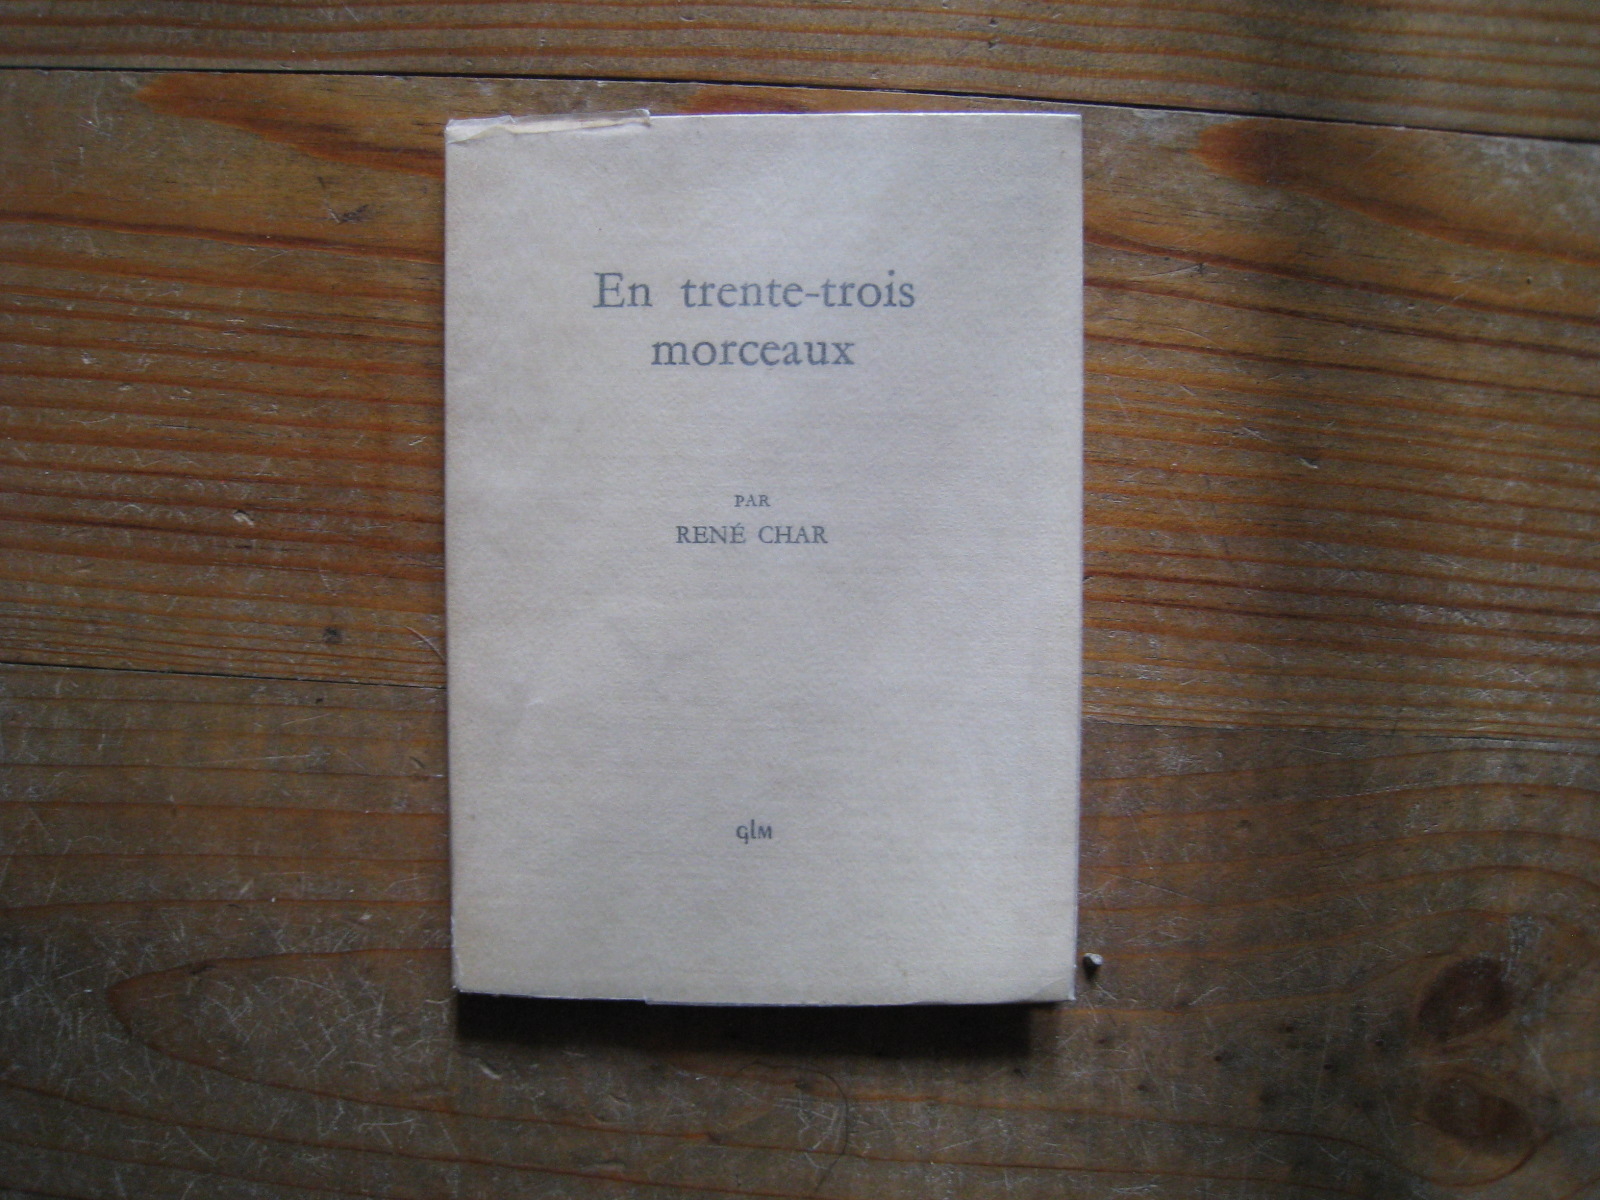 En trente-trois
morceaux
PAR
RENÉ CHAR
GLM